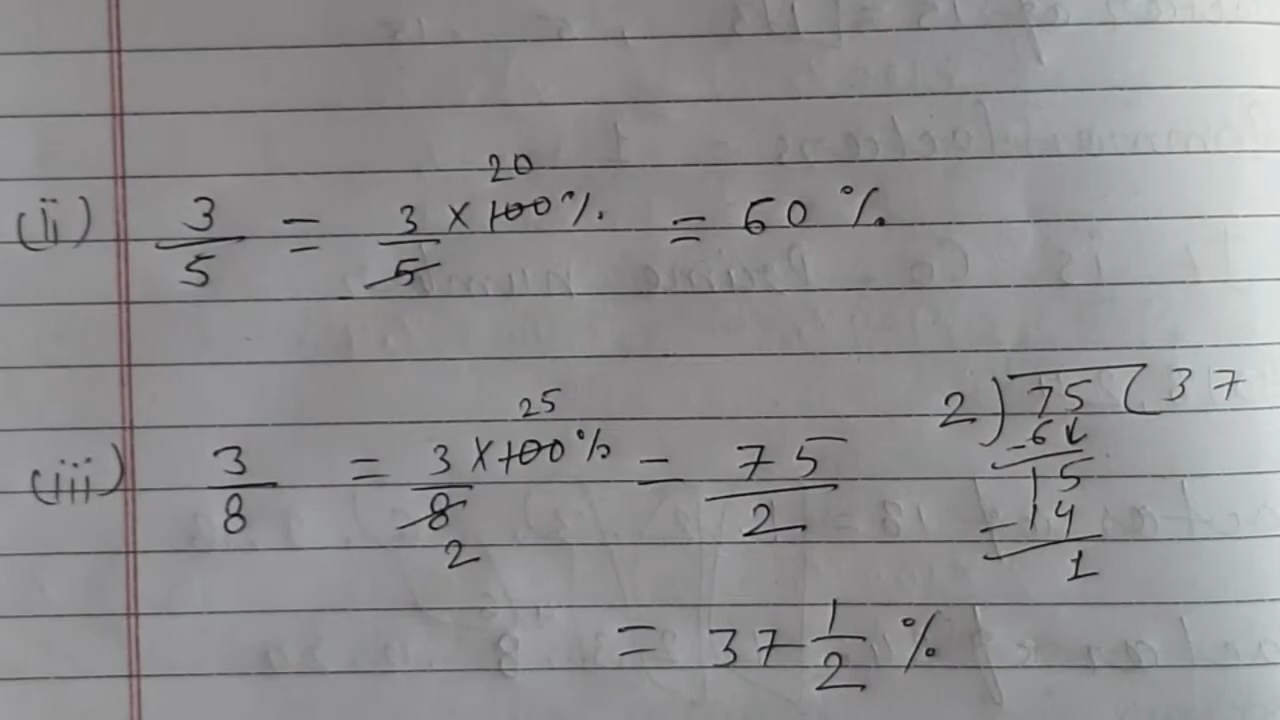 (ii) 3/5 = 3/5 × 100% = 60%
20
(iii) 3/8 = 3/8 × 100% = 75/2
25
2
2)75(37
-6↓
15
-14
1
= 37 1/2 %